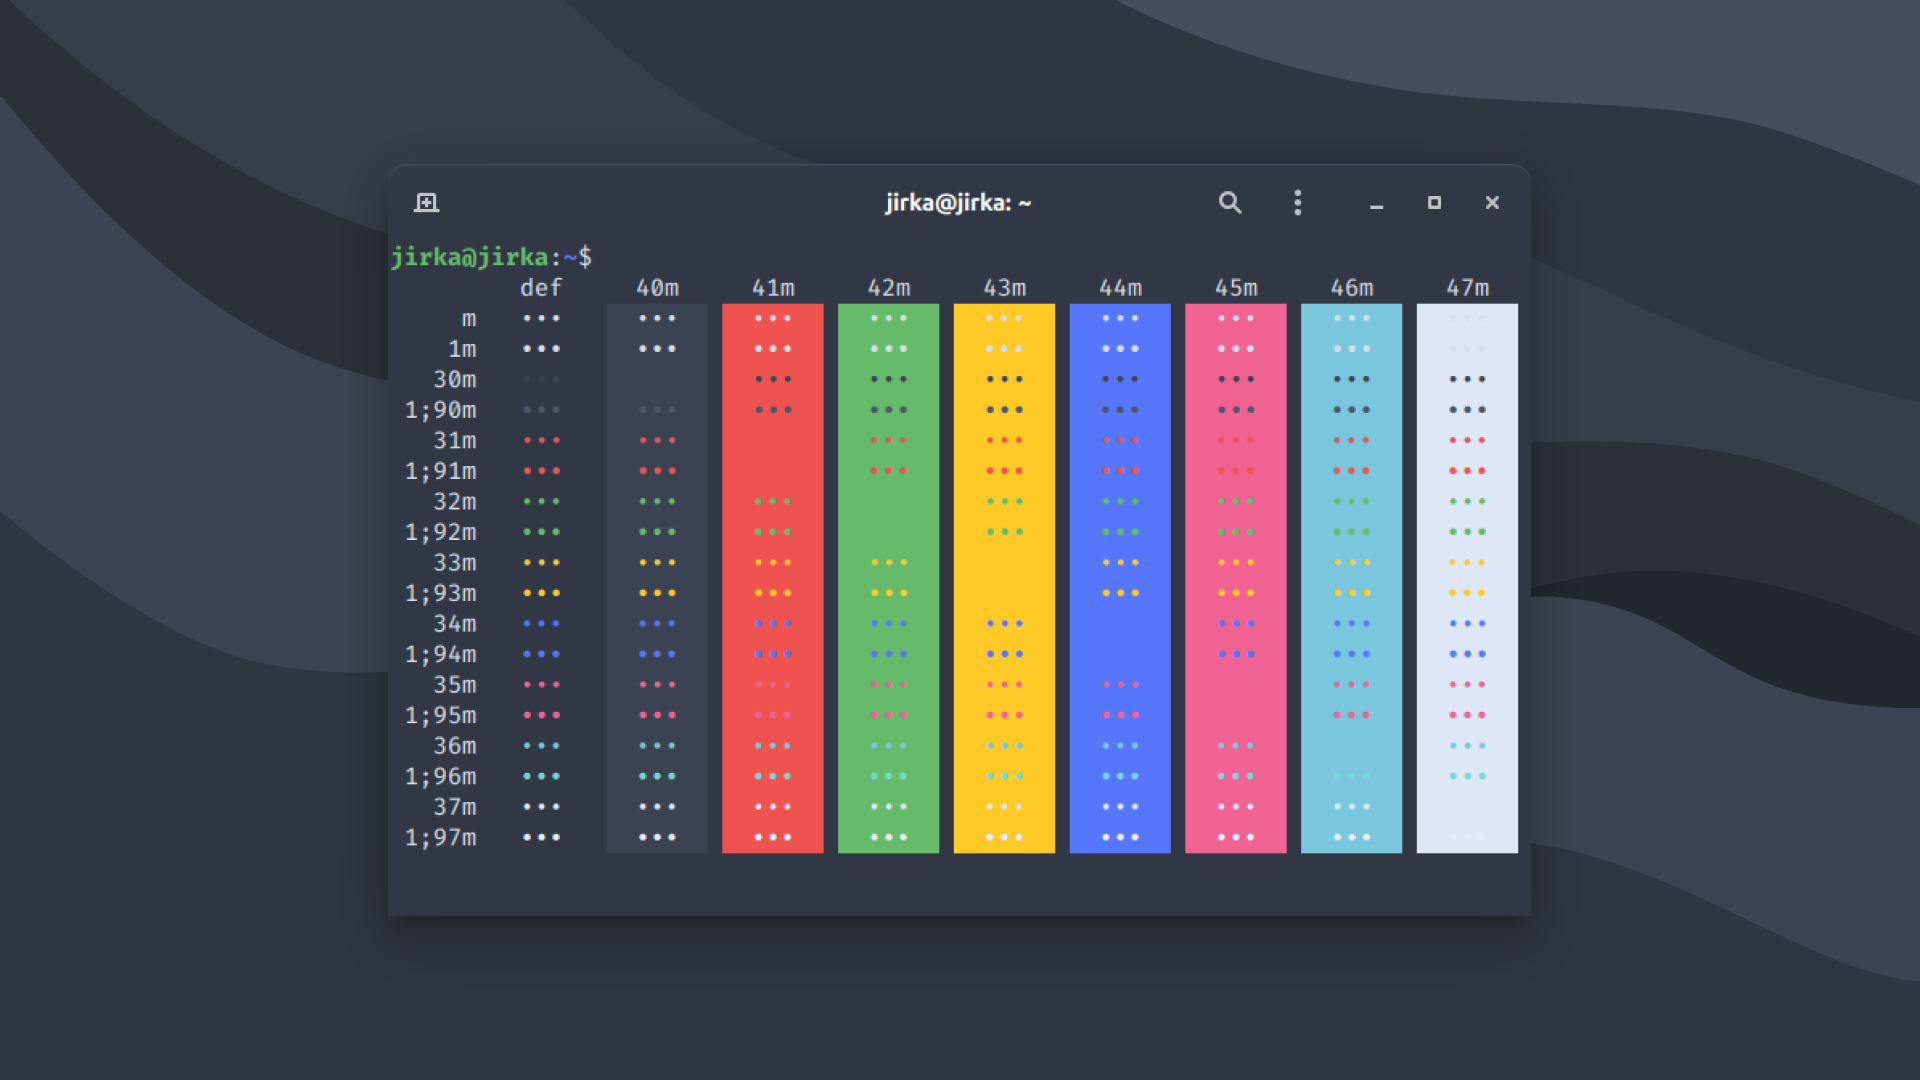 jirka@jirka: ~
jirka@jirka:~$
def 40m 41m 42m 43m 44m 45m 46m 47m
m ••• ••• ••• ••• ••• ••• ••• ••• •••
1m ••• ••• ••• ••• ••• ••• ••• ••• •••
30m ••• ••• ••• ••• ••• ••• ••• •••
1;90m ••• ••• ••• ••• ••• ••• ••• ••• •••
31m ••• ••• ••• ••• ••• ••• ••• •••
1;91m ••• ••• ••• ••• ••• ••• ••• •••
32m ••• ••• ••• ••• ••• ••• ••• •••
1;92m ••• ••• ••• ••• ••• ••• ••• •••
33m ••• ••• ••• ••• ••• ••• ••• •••
1;93m ••• ••• ••• ••• ••• ••• ••• •••
34m ••• ••• ••• ••• ••• ••• ••• •••
1;94m ••• ••• ••• ••• ••• ••• ••• •••
35m ••• ••• ••• ••• ••• ••• ••• •••
1;95m ••• ••• ••• ••• ••• ••• ••• •••
36m ••• ••• ••• ••• ••• ••• ••• •••
1;96m ••• ••• ••• ••• ••• ••• ••• ••• •••
37m ••• ••• ••• ••• ••• ••• ••• •••
1;97m ••• ••• ••• ••• ••• ••• ••• ••• •••